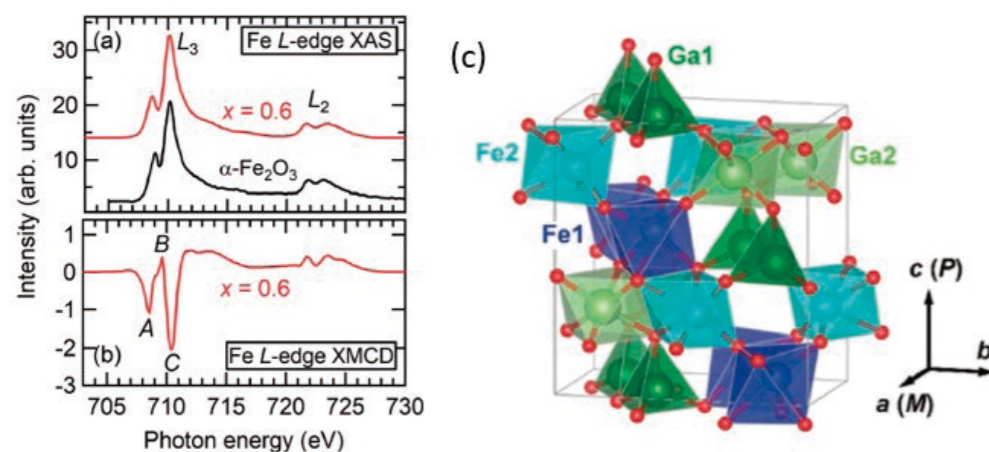 (a)
Fe L-edge XAS
30
L3
20
x = 0.6
L2
10
α-Fe2O3
Intensity (arb. units)
1
B
0
x = 0.6
-1
A
-2
(b)
C
Fe L-edge XMCD
-3
705 710 715 720 725 730
Photon energy (eV)
(c)
Ga1
Fe2
Ga2
Fe1
c (P)
b
a (M)